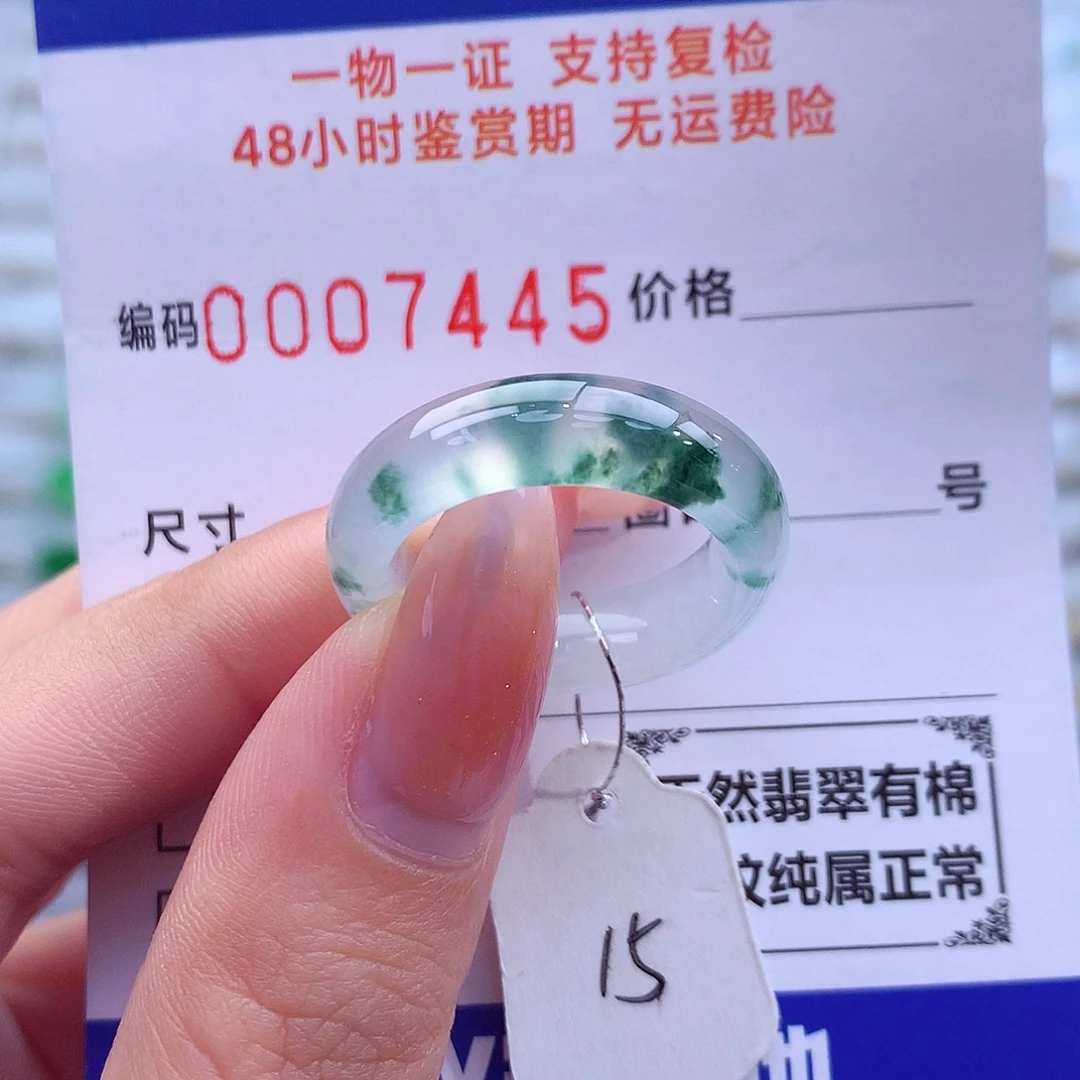 一物一证 支持复检
48小时鉴赏期 无运费险
编码0007445 价格
尺寸 号
然翡翠有棉
纹纯属正常
15